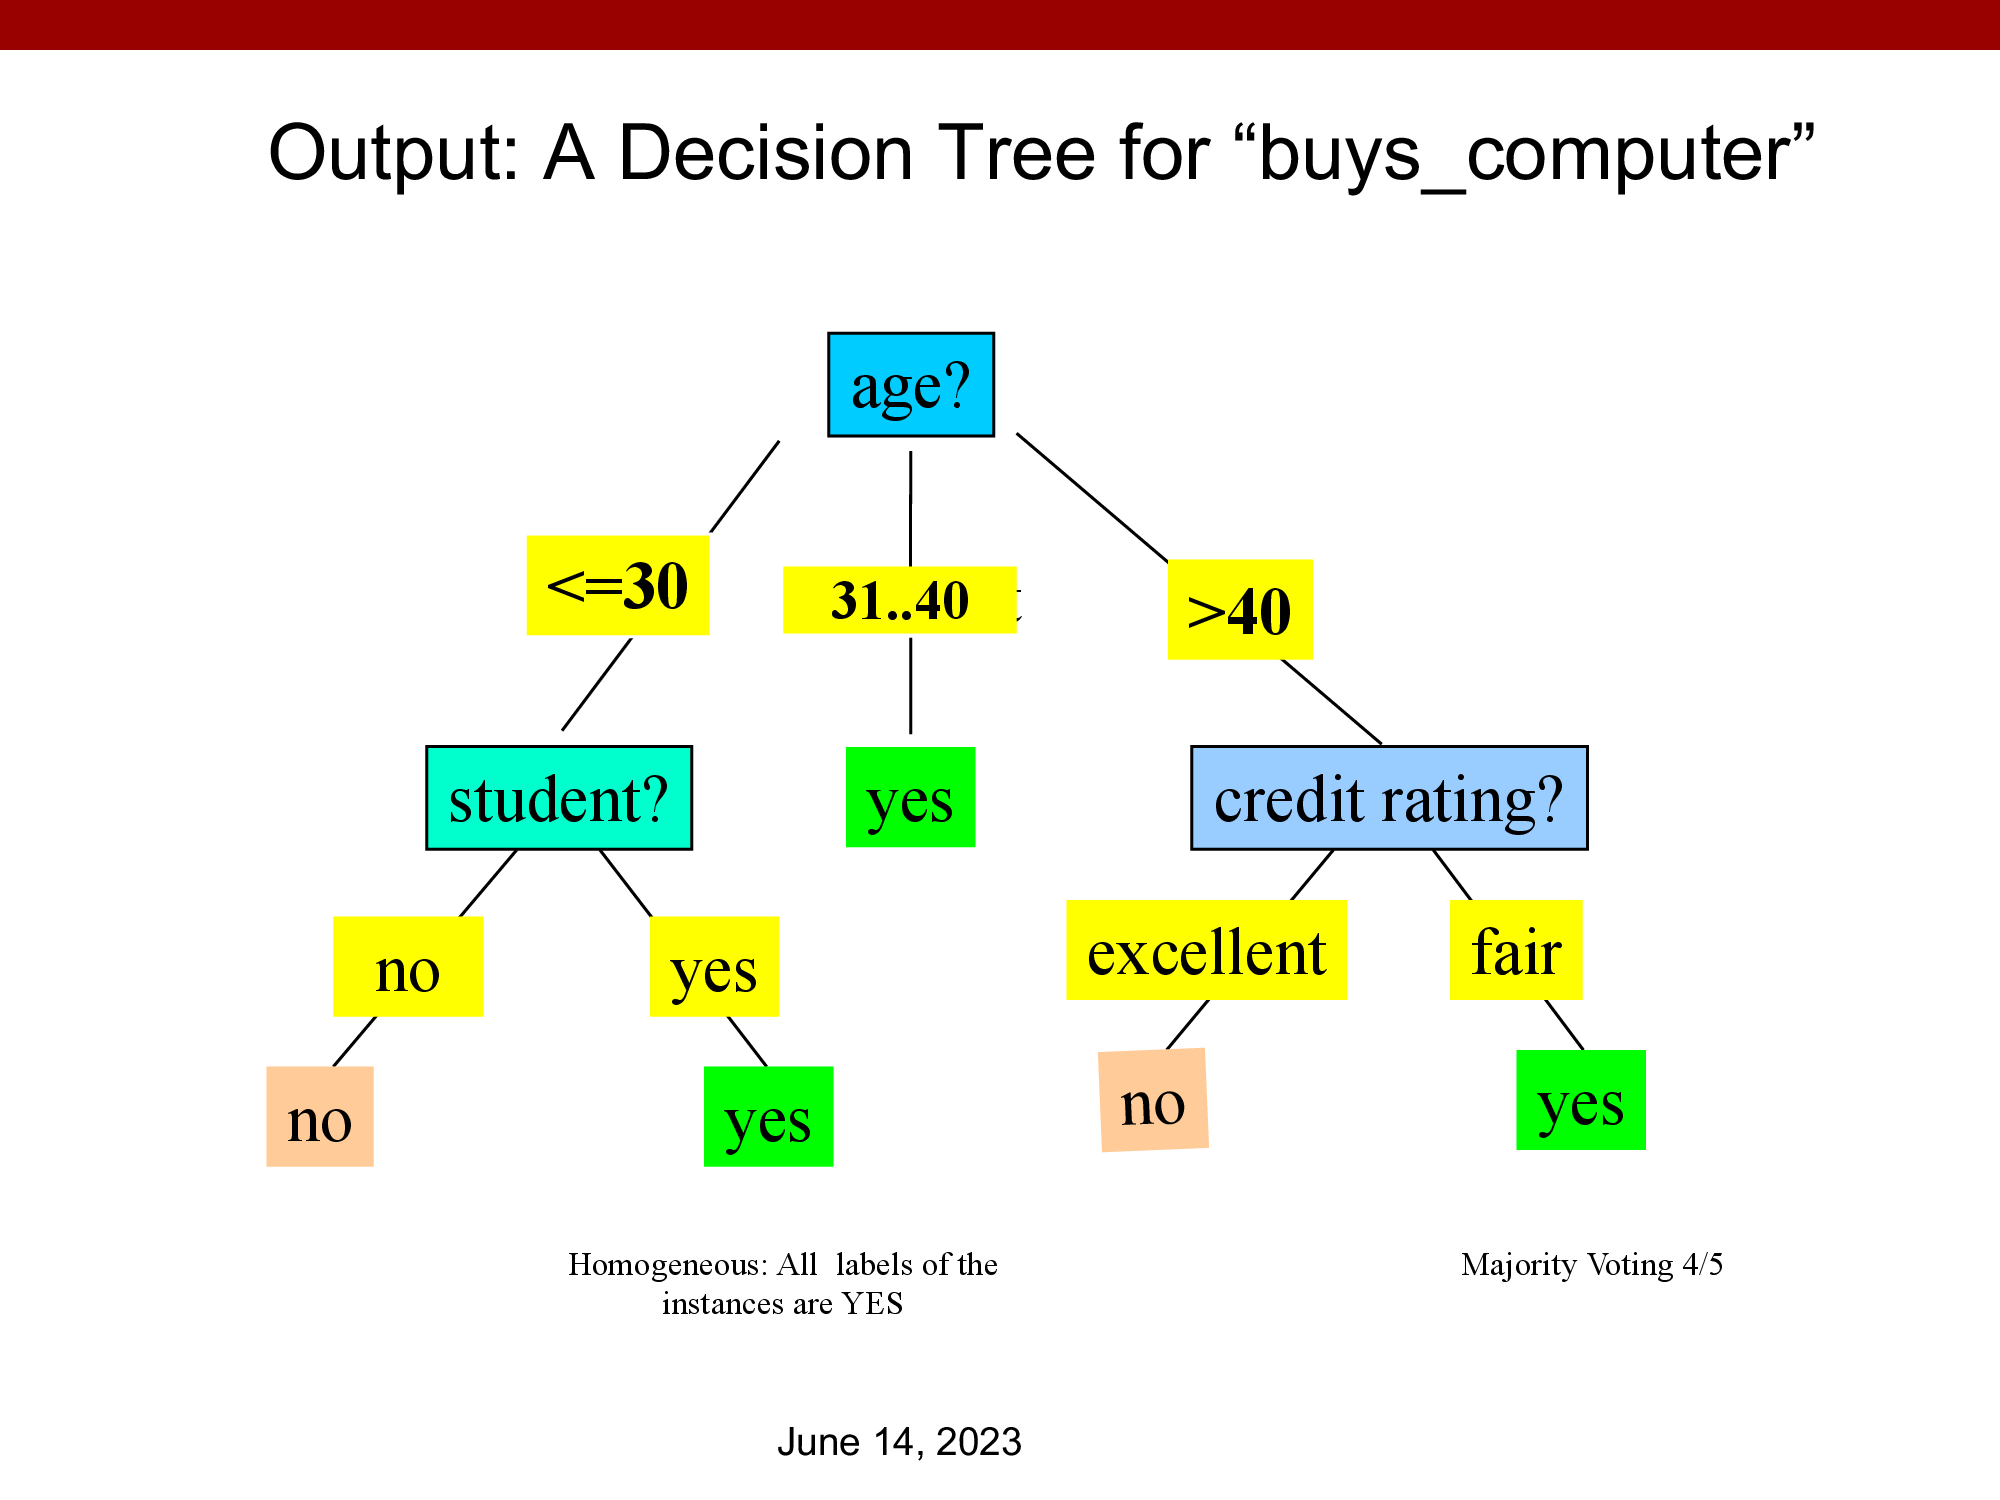 Output: A Decision Tree for “buys_computer”
age?
<=30
31..40
>40
student?
yes
credit rating?
no
yes
excellent
fair
no
yes
no
yes
Homogeneous: All labels of the
instances are YES
Majority Voting 4/5
June 14, 2023